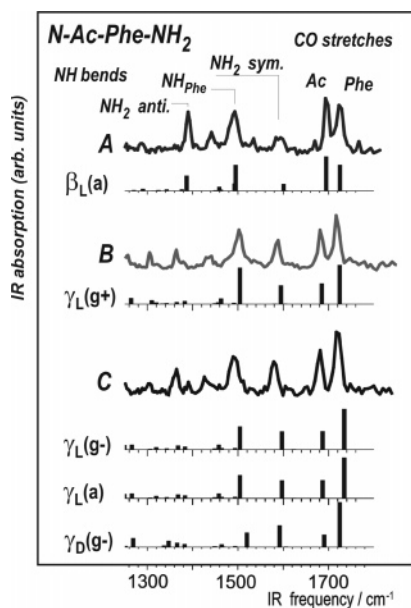 N-Ac-Phe-NH2
CO stretches
NH bends
NH2 sym.
NHPhe
NH2 anti.
Ac
Phe
A
βL(a)
B
γL(g+)
C
γL(g-)
γL(a)
γD(g-)
IR absorption (arb. units)
1300 1500 1700
IR frequency / cm-1